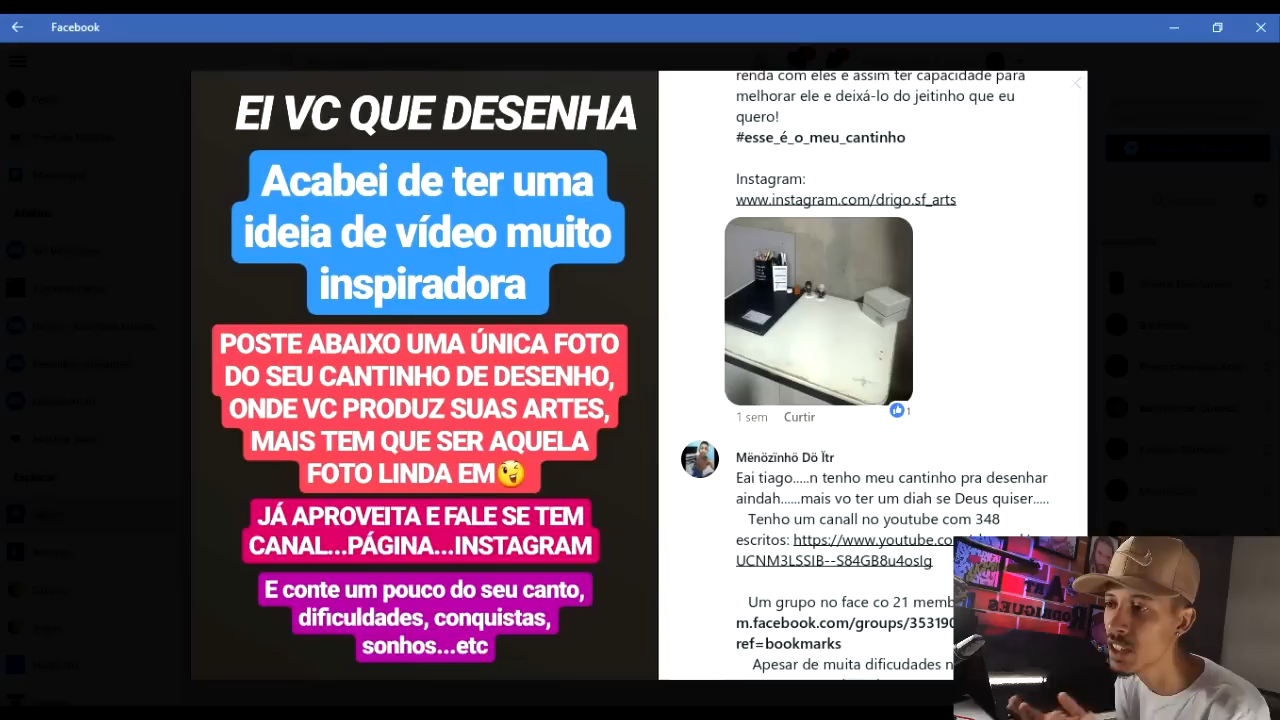 Facebook
EI VC QUE DESENHA
Acabei de ter uma
ideia de vídeo muito
inspiradora
POSTE ABAIXO UMA ÚNICA FOTO
DO SEU CANTINHO DE DESENHO,
ONDE VC PRODUZ SUAS ARTES,
MAIS TEM QUE SER AQUELA
FOTO LINDA EM😉
JÁ APROVEITA E FALE SE TEM
CANAL...PÁGINA...INSTAGRAM
E conte um pouco do seu canto,
dificuldades, conquistas,
sonhos...etc
renda com eles e assim ter capacidade para
melhorar ele e deixá-lo do jeitinho que eu
quero!
#esse_é_o_meu_cantinho
Instagram:
www.instagram.com/drigo.sf_arts
1 sem Curtir
1
Mënözïnhö Dö Ïtr
Eai tiago.....n tenho meu cantinho pra desenhar
aindah......mais vo ter um diah se Deus quiser.....
Tenho um canall no youtube com 348
escritos: https://www.youtube.co
UCNM3LSSIB--S84GB8u4osIg
Um grupo no face co 21 memb
m.facebook.com/groups/353190
ref=bookmarks
Apesar de muita dificudades n
RODRIGUES